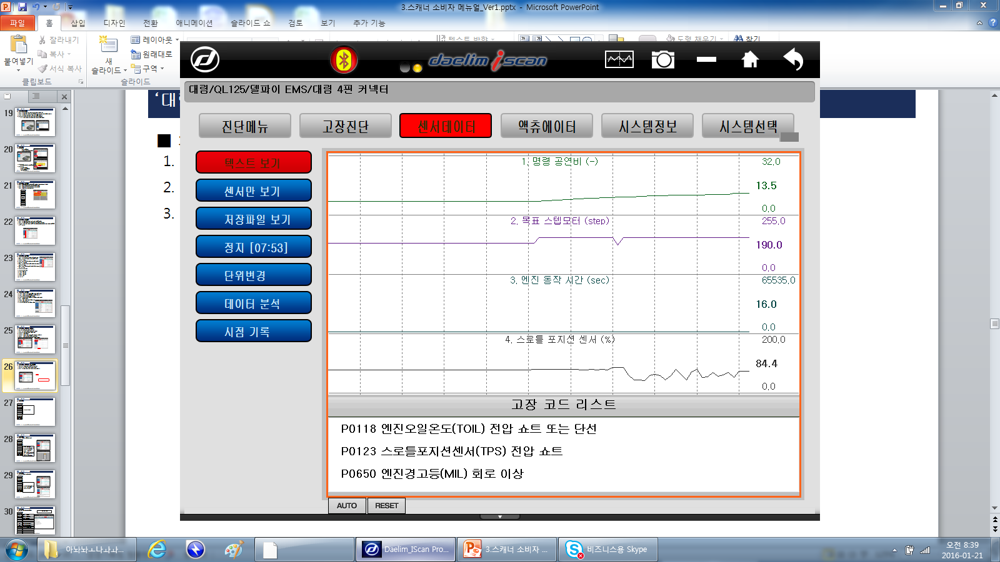 3.스캐너 소비자 메뉴얼_Ver1.pptx - Microsoft PowerPoint
파일 홈 삽입 디자인 전환 애니메이션 슬라이드 쇼 검토 보기 추가 기능
붙여넣기
잘라내기
복사
서식 복사
클립보드
새 슬라이드
레이아웃
원래대로
구역
슬라이드
텍스트 방향
도형 채우기
찾기
daelim iscan
대림/QL125/델파이 EMS/대림 4핀 커넥터
진단메뉴 고장진단 센서데이터 액츄에이터 시스템정보 시스템선택
텍스트 보기
센서만 보기
저장파일 보기
정지 [07:53]
단위변경
데이터 분석
시점 기록
1. 명령 공연비 (-) 32.0
13.5
0.0
2. 목표 스텝모터 (step) 255.0
190.0
0.0
3. 엔진 동작 시간 (sec) 65535.0
16.0
0.0
4. 스로틀 포지션 센서 (%) 200.0
84.4
0.0
고장 코드 리스트
P0118 엔진오일온도(TOIL) 전압 쇼트 또는 단선
P0123 스로틀포지션센서(TPS) 전압 쇼트
P0650 엔진경고등(MIL) 회로 이상
AUTO RESET
‘대
1.
2.
3.
19
20
21
22
23
24
25
26
27
28
29
30
Daelim_IScan Pro... 3.스캐너 소비자 ... 비즈니스용 Skype
오전 8:39
2016-01-21